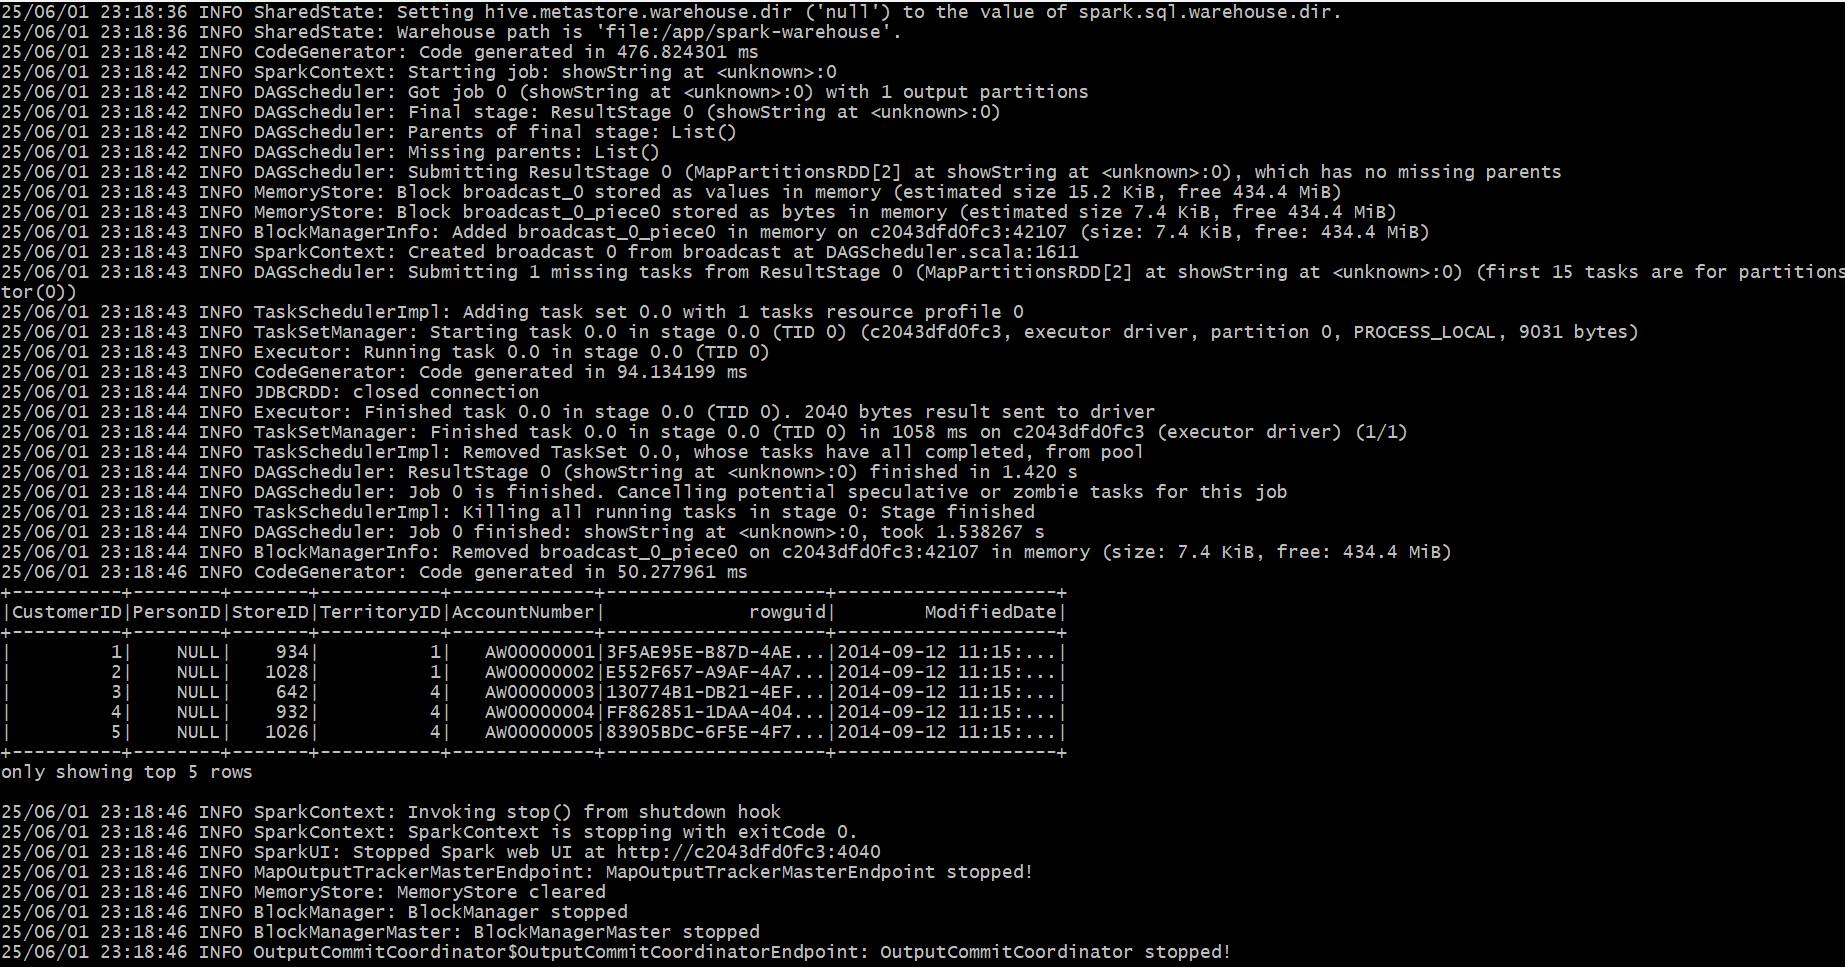 25/06/01 23:18:36 INFO SharedState: Setting hive.metastore.warehouse.dir ('null') to the value of spark.sql.warehouse.dir.
25/06/01 23:18:36 INFO SharedState: Warehouse path is 'file:/app/spark-warehouse'.
25/06/01 23:18:42 INFO CodeGenerator: Code generated in 476.824301 ms
25/06/01 23:18:42 INFO SparkContext: Starting job: showString at <unknown>:0
25/06/01 23:18:42 INFO DAGScheduler: Got job 0 (showString at <unknown>:0) with 1 output partitions
25/06/01 23:18:42 INFO DAGScheduler: Final stage: ResultStage 0 (showString at <unknown>:0)
25/06/01 23:18:42 INFO DAGScheduler: Parents of final stage: List()
25/06/01 23:18:42 INFO DAGScheduler: Missing parents: List()
25/06/01 23:18:42 INFO DAGScheduler: Submitting ResultStage 0 (MapPartitionsRDD[2] at showString at <unknown>:0), which has no missing parents
25/06/01 23:18:43 INFO MemoryStore: Block broadcast_0 stored as values in memory (estimated size 15.2 KiB, free 434.4 MiB)
25/06/01 23:18:43 INFO MemoryStore: Block broadcast_0_piece0 stored as bytes in memory (estimated size 7.4 KiB, free 434.4 MiB)
25/06/01 23:18:43 INFO BlockManagerInfo: Added broadcast_0_piece0 in memory on c2043dfd0fc3:42107 (size: 7.4 KiB, free: 434.4 MiB)
25/06/01 23:18:43 INFO SparkContext: Created broadcast 0 from broadcast at DAGScheduler.scala:1611
25/06/01 23:18:43 INFO DAGScheduler: Submitting 1 missing tasks from ResultStage 0 (MapPartitionsRDD[2] at showString at <unknown>:0) (first 15 tasks are for partitions
tor(0))
25/06/01 23:18:43 INFO TaskSchedulerImpl: Adding task set 0.0 with 1 tasks resource profile 0
25/06/01 23:18:43 INFO TaskSetManager: Starting task 0.0 in stage 0.0 (TID 0) (c2043dfd0fc3, executor driver, partition 0, PROCESS_LOCAL, 9031 bytes)
25/06/01 23:18:43 INFO Executor: Running task 0.0 in stage 0.0 (TID 0)
25/06/01 23:18:43 INFO CodeGenerator: Code generated in 94.134199 ms
25/06/01 23:18:44 INFO JDBCRDD: closed connection
25/06/01 23:18:44 INFO Executor: Finished task 0.0 in stage 0.0 (TID 0). 2040 bytes result sent to driver
25/06/01 23:18:44 INFO TaskSetManager: Finished task 0.0 in stage 0.0 (TID 0) in 1058 ms on c2043dfd0fc3 (executor driver) (1/1)
25/06/01 23:18:44 INFO TaskSchedulerImpl: Removed TaskSet 0.0, whose tasks have all completed, from pool
25/06/01 23:18:44 INFO DAGScheduler: ResultStage 0 (showString at <unknown>:0) finished in 1.420 s
25/06/01 23:18:44 INFO DAGScheduler: Job 0 is finished. Cancelling potential speculative or zombie tasks for this job
25/06/01 23:18:44 INFO TaskSchedulerImpl: Killing all running tasks in stage 0: Stage finished
25/06/01 23:18:44 INFO DAGScheduler: Job 0 finished: showString at <unknown>:0, took 1.538267 s
25/06/01 23:18:44 INFO BlockManagerInfo: Removed broadcast_0_piece0 on c2043dfd0fc3:42107 in memory (size: 7.4 KiB, free: 434.4 MiB)
25/06/01 23:18:46 INFO CodeGenerator: Code generated in 50.277961 ms
+----------+--------+-------+-----------+-------------+--------------------+--------------------+
|CustomerID|PersonID|StoreID|TerritoryID|AccountNumber|             rowguid|        ModifiedDate|
+----------+--------+-------+-----------+-------------+--------------------+--------------------+
|         1|    NULL|    934|          1|   AW00000001|3F5AE95E-B87D-4AE...|2014-09-12 11:15:...|
|         2|    NULL|   1028|          1|   AW00000002|E552F657-A9AF-4A7...|2014-09-12 11:15:...|
|         3|    NULL|    642|          4|   AW00000003|130774B1-DB21-4EF...|2014-09-12 11:15:...|
|         4|    NULL|    932|          4|   AW00000004|FF862851-1DAA-404...|2014-09-12 11:15:...|
|         5|    NULL|   1026|          4|   AW00000005|83905BDC-6F5E-4F7...|2014-09-12 11:15:...|
+----------+--------+-------+-----------+-------------+--------------------+--------------------+
only showing top 5 rows
25/06/01 23:18:46 INFO SparkContext: Invoking stop() from shutdown hook
25/06/01 23:18:46 INFO SparkContext: SparkContext is stopping with exitCode 0.
25/06/01 23:18:46 INFO SparkUI: Stopped Spark web UI at http://c2043dfd0fc3:4040
25/06/01 23:18:46 INFO MapOutputTrackerMasterEndpoint: MapOutputTrackerMasterEndpoint stopped!
25/06/01 23:18:46 INFO MemoryStore: MemoryStore cleared
25/06/01 23:18:46 INFO BlockManager: BlockManager stopped
25/06/01 23:18:46 INFO BlockManagerMaster: BlockManagerMaster stopped
25/06/01 23:18:46 INFO OutputCommitCoordinator$OutputCommitCoordinatorEndpoint: OutputCommitCoordinator stopped!